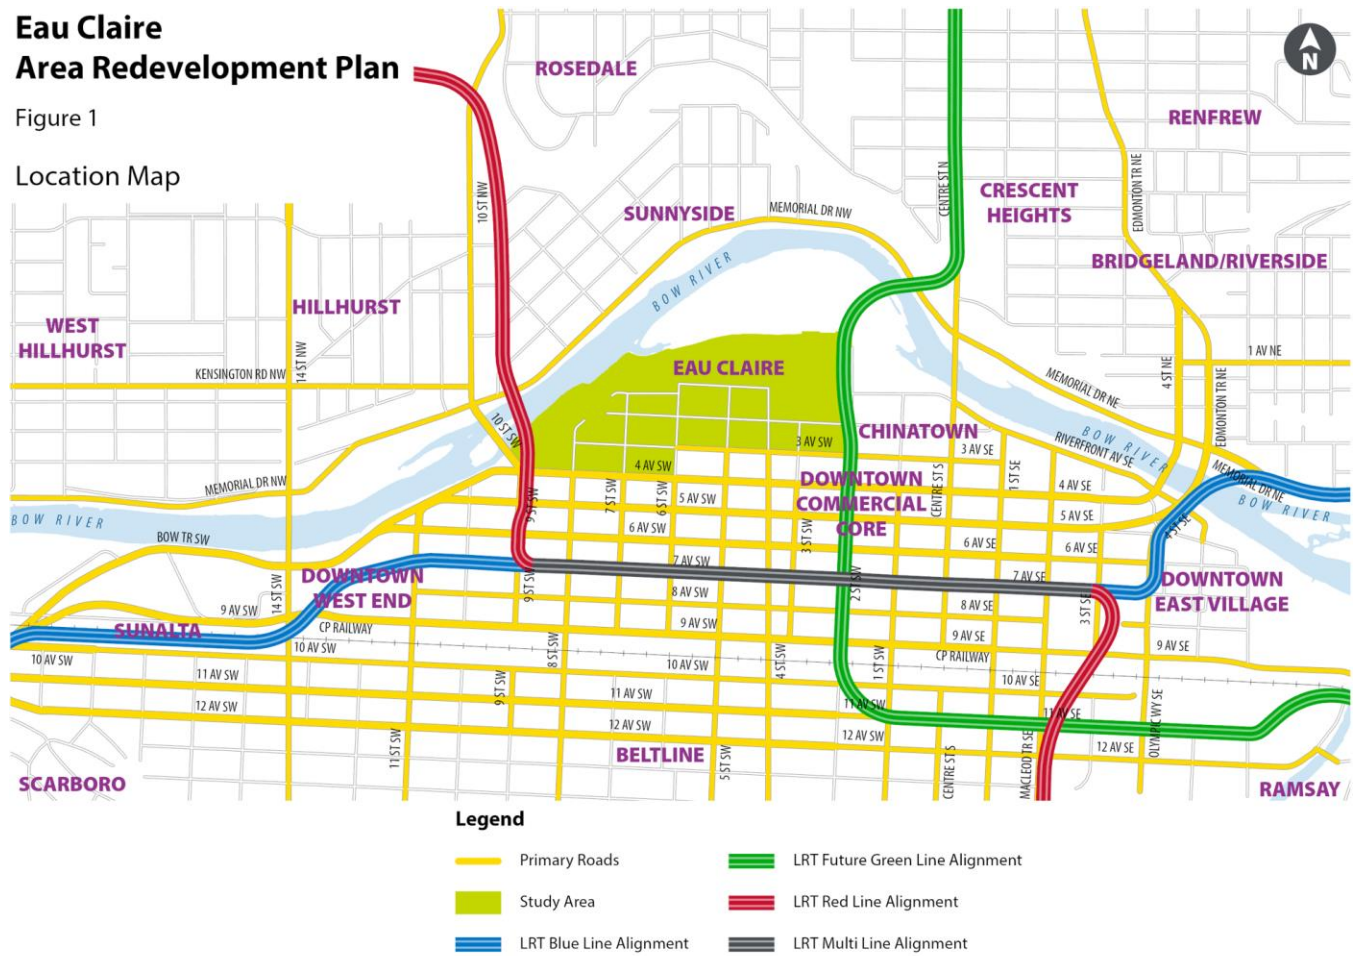 Eau Claire
Area Redevelopment Plan
Figure 1
Location Map
N
ROSEDALE
RENFREW
10 ST NW
CENTRE ST N
EDMONTON TR NE
CRESCENT
HEIGHTS
SUNNYSIDE
MEMORIAL DR NW
BOW RIVER
BRIDGELAND/RIVERSIDE
HILLHURST
WEST
HILLHURST
14 ST NW
KENSINGTON RD NW
EAU CLAIRE
1 AV NE
4 ST NE
EDMONTON TR NE
MEMORIAL DR NE
10 ST SW
3 AV SW
CHINATOWN
3 AV SE
RIVERFRONT AV SE
BOW RIVER
4 AV SW
MEMORIAL DR NW
DOWNTOWN
COMMERCIAL
CORE
CENTRE ST S
1 ST SE
4 AV SE
MEMORIAL DR NE
BOW RIVER
9 ST SW
7 ST SW
6 ST SW
5 AV SW
5 AV SE
4 ST SE
BOW RIVER
6 AV SW
3 ST SW
6 AV SE
6 AV SE
BOW TR SW
7 AV SW
7 AV SE
DOWNTOWN
WEST END
14 ST SW
9 ST SW
2 ST SW
8 AV SW
8 AV SE
3 ST SE
DOWNTOWN
EAST VILLAGE
9 AV SW
SUNALTA
CP RAILWAY
9 AV SW
9 AV SE
9 AV SE
10 AV SW
10 AV SW
8 ST SW
10 AV SW
4 ST SW
1 ST SW
CP RAILWAY
10 AV SE
11 AV SW
9 ST SW
11 AV SW
11 AV SW
11 AV SE
OLYMPIC WY SE
12 AV SW
12 AV SW
12 AV SW
12 AV SE
11 ST SW
BELTLINE
5 ST SW
CENTRE ST S
MACLEOD TR SE
SCARBORO
RAMSAY
Legend
Primary Roads
LRT Future Green Line Alignment
Study Area
LRT Red Line Alignment
LRT Blue Line Alignment
LRT Multi Line Alignment